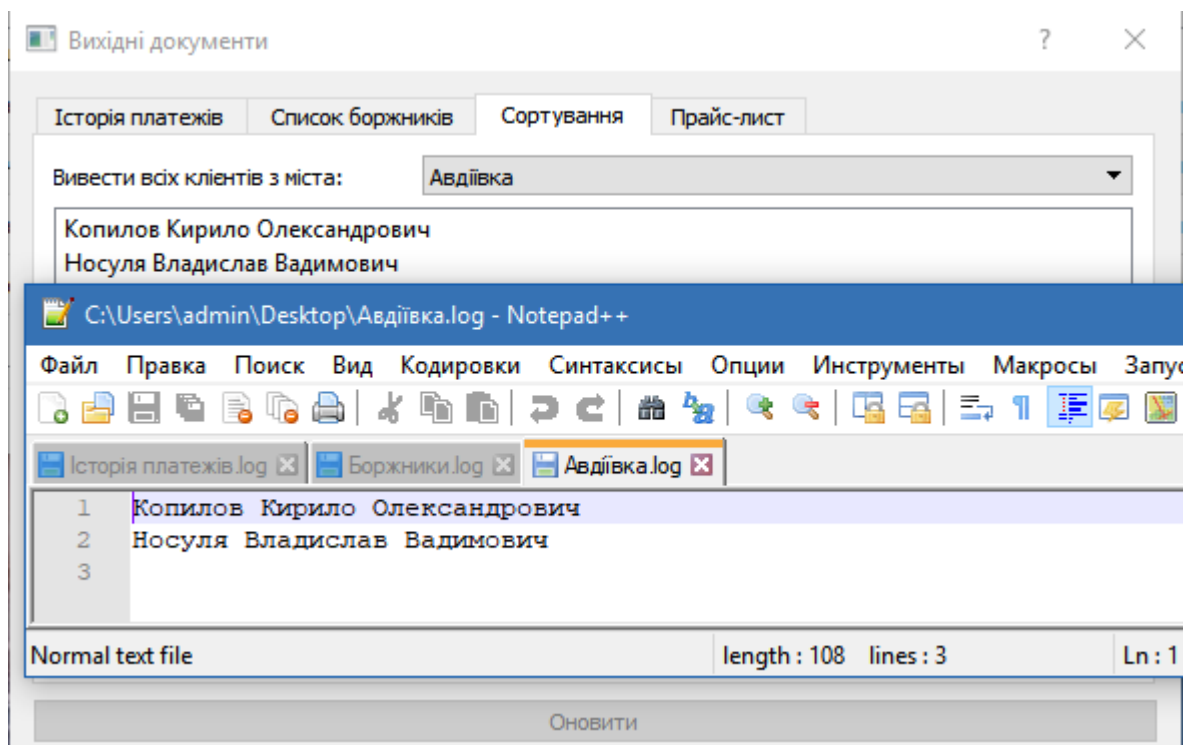 Вихідні документи
Історія платежів Список боржників Сортування Прайс-лист
Вивести всіх клієнтів з міста: Авдіївка
Копилов Кирило Олександрович
Носуля Владислав Вадимович
C:\Users\admin\Desktop\Авдіївка.log - Notepad++
Файл Правка Поиск Вид Кодировки Синтаксисы Опции Инструменты Макросы Запус
Історія платежів.log Боржники.log Авдіївка.log
1 Копилов Кирило Олександрович
2 Носуля Владислав Вадимович
3
Normal text file length : 108 lines : 3 Ln : 1
Оновити